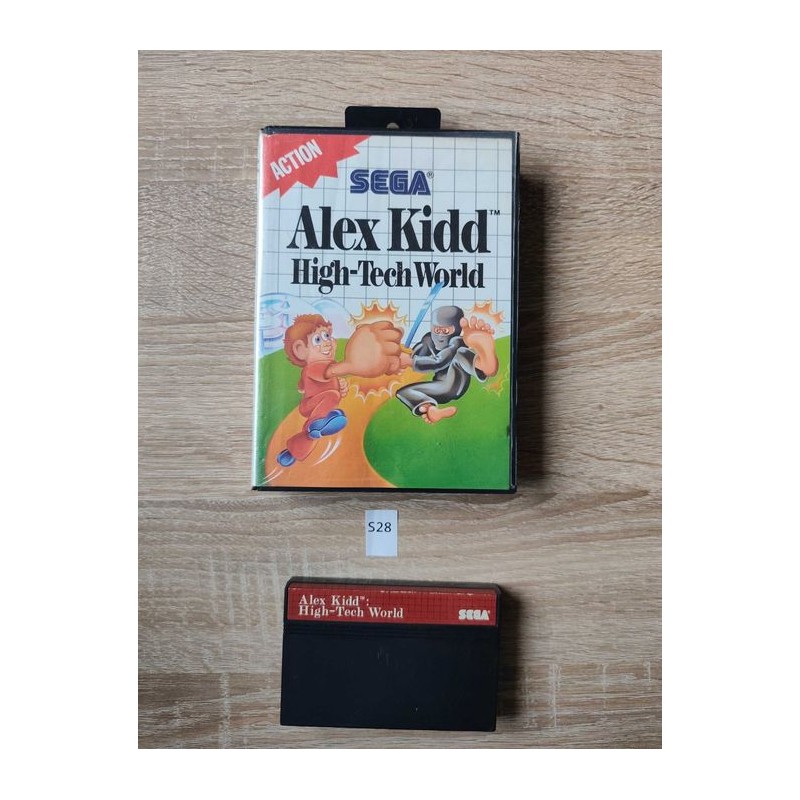 ACTION
SEGA®
Alex Kidd™
High-Tech World
S28
Alex Kidd™:
High-Tech World
SEGA